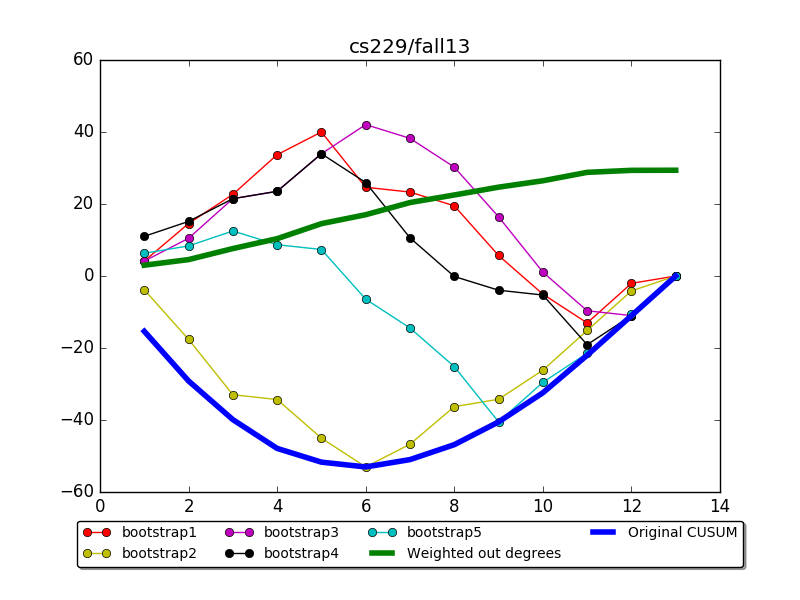 cs229/fall13
60
40
20
0
−20
−40
−60
0 2 4 6 8 10 12 14
bootstrap1 bootstrap3 bootstrap5 Original CUSUM
bootstrap2 bootstrap4 Weighted out degrees